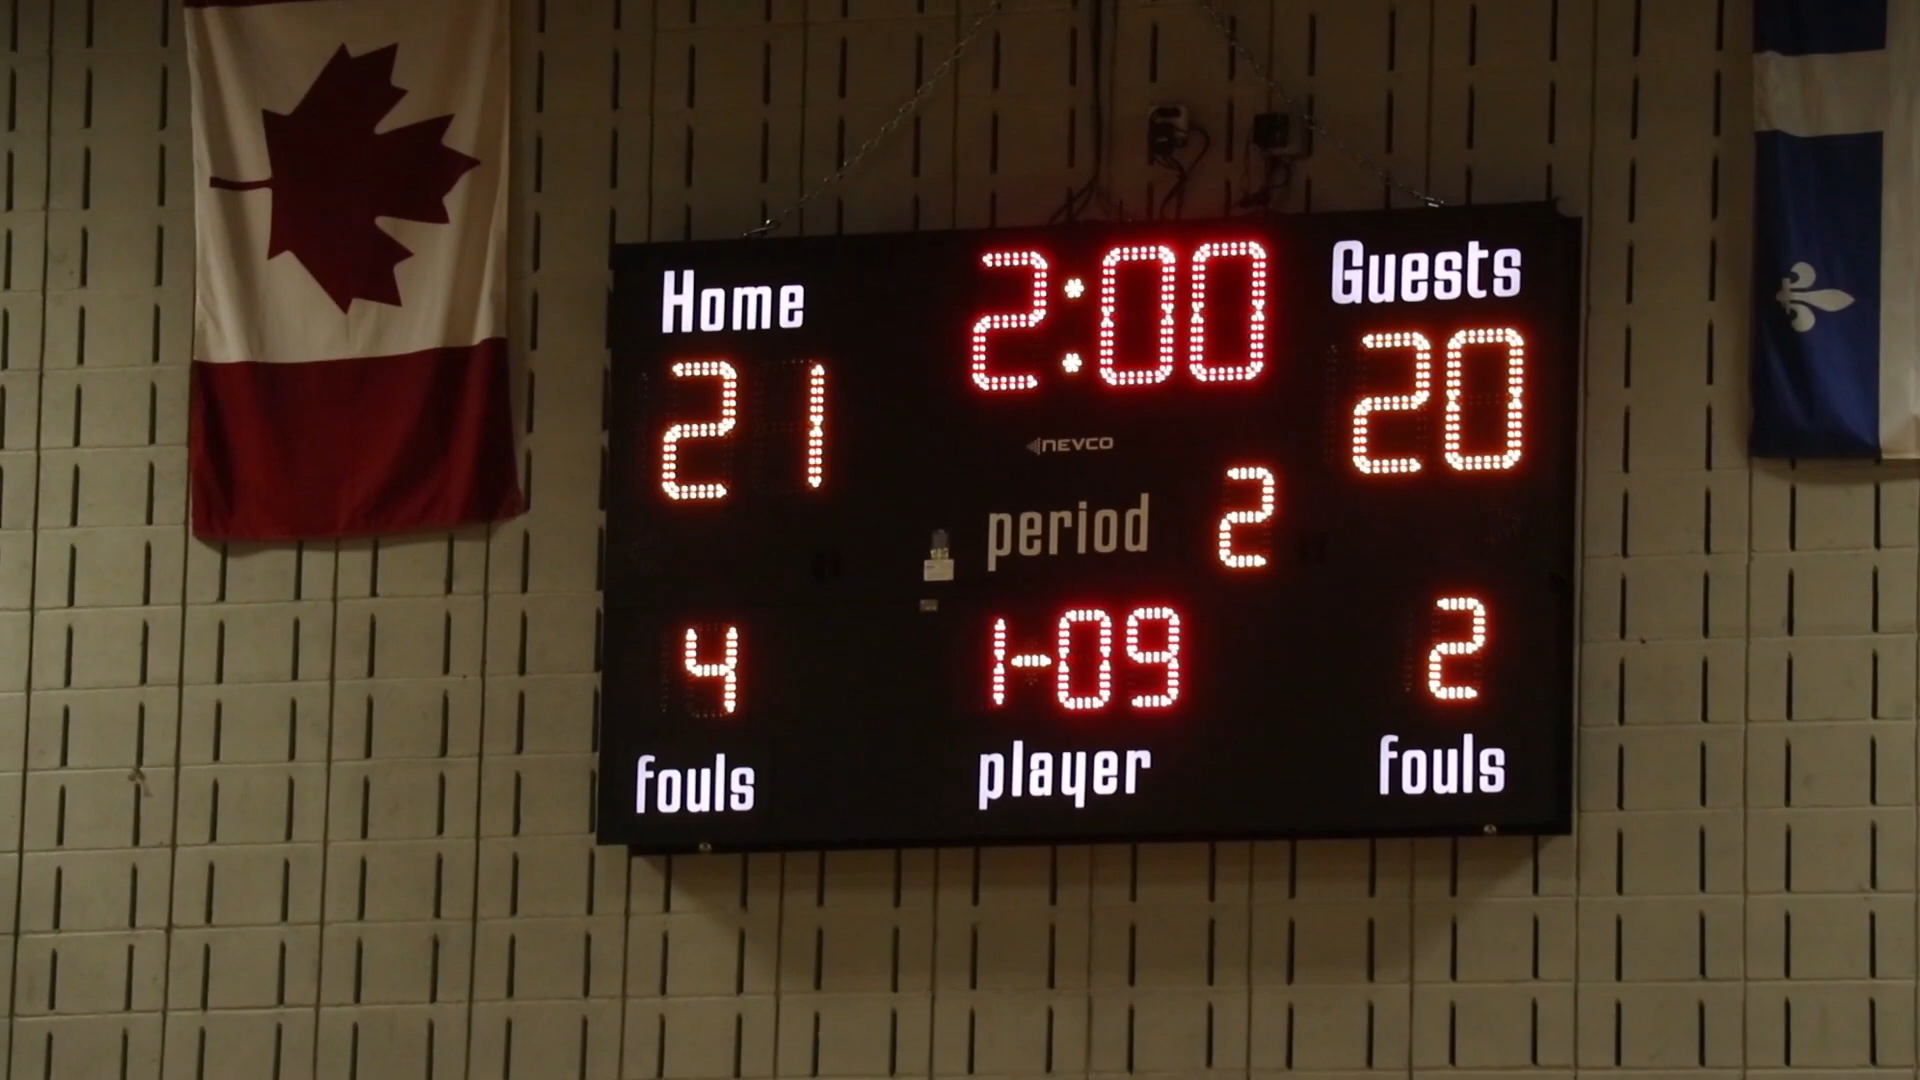 Home 2:00 Guests
21 20
NEVCO
period 2
4 1-09 2
fouls player fouls